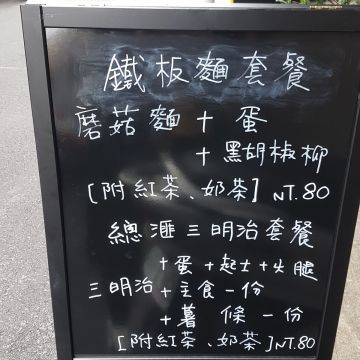 鐵板麵套餐
磨菇麵+蛋
+黑胡椒柳
[附紅茶、奶茶] NT.80
總滙三明治套餐
+蛋+起士+火腿
三明治+主食一份
+薯 條一份
[附紅茶、奶茶]NT.80